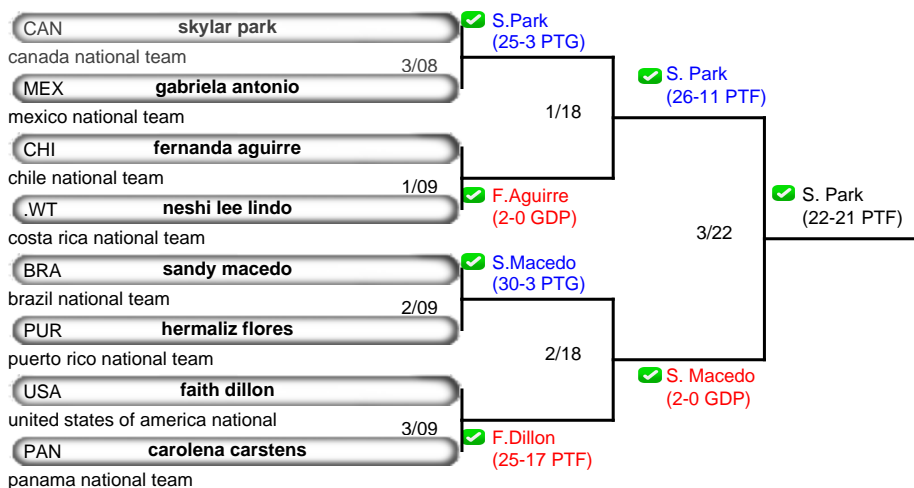 CAN skylar park
canada national team
3/08
MEX gabriela antonio
mexico national team
CHI fernanda aguirre
chile national team
1/09
.WT neshi lee lindo
costa rica national team
BRA sandy macedo
brazil national team
2/09
PUR hermaliz flores
puerto rico national team
USA faith dillon
united states of america national
3/09
PAN carolena carstens
panama national team
S.Park
(25-3 PTG)
1/18
F.Aguirre
(2-0 GDP)
S.Macedo
(30-3 PTG)
2/18
F.Dillon
(25-17 PTF)
S. Park
(26-11 PTF)
3/22
S. Macedo
(2-0 GDP)
S. Park
(22-21 PTF)